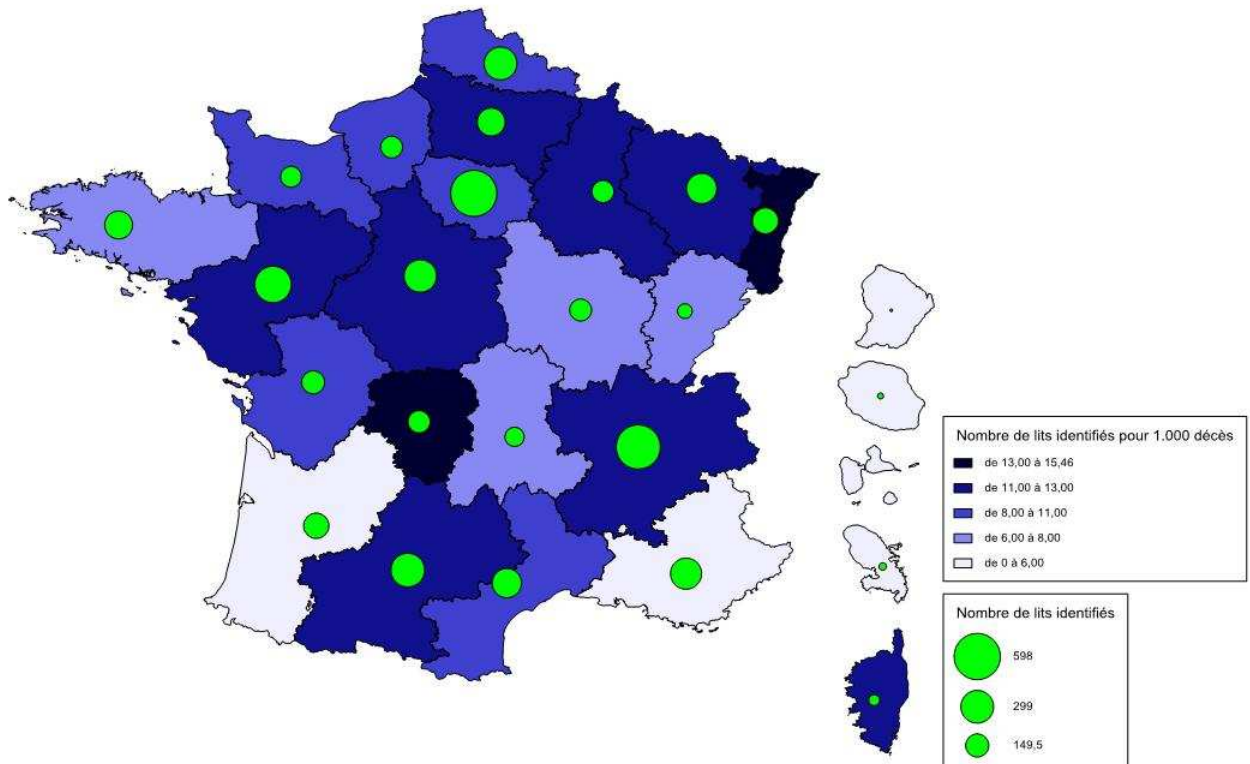 Nombre de lits identifiés pour 1.000 décès
de 13,00 à 15,46
de 11,00 à 13,00
de 8,00 à 11,00
de 6,00 à 8,00
de 0 à 6,00
Nombre de lits identifiés
598
299
149,5